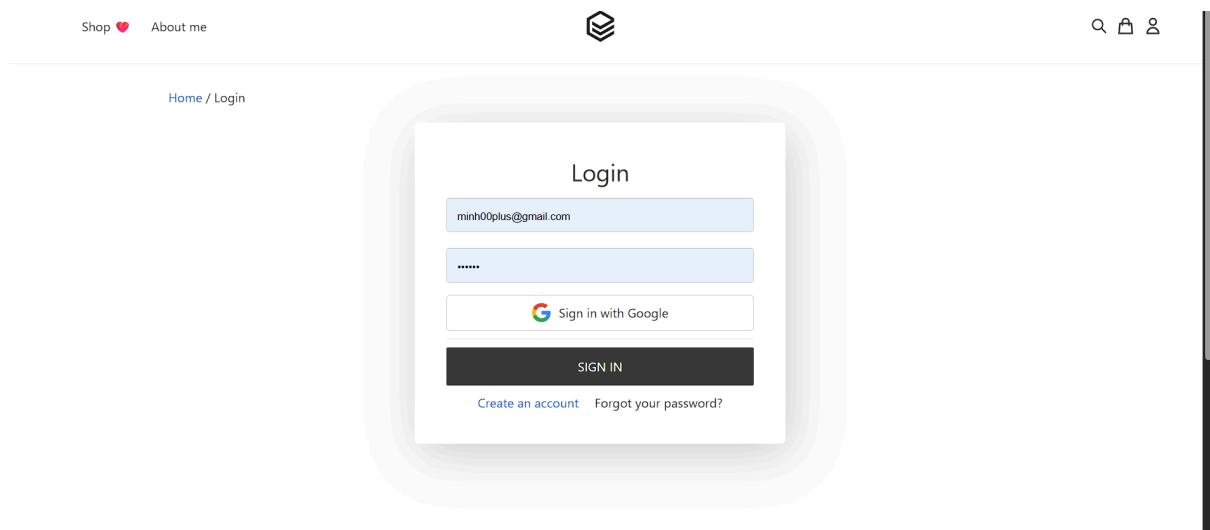 Shop ❤ About me
Home / Login
Login
minh00plus@gmail.com
••••••
Sign in with Google
SIGN IN
Create an account Forgot your password?